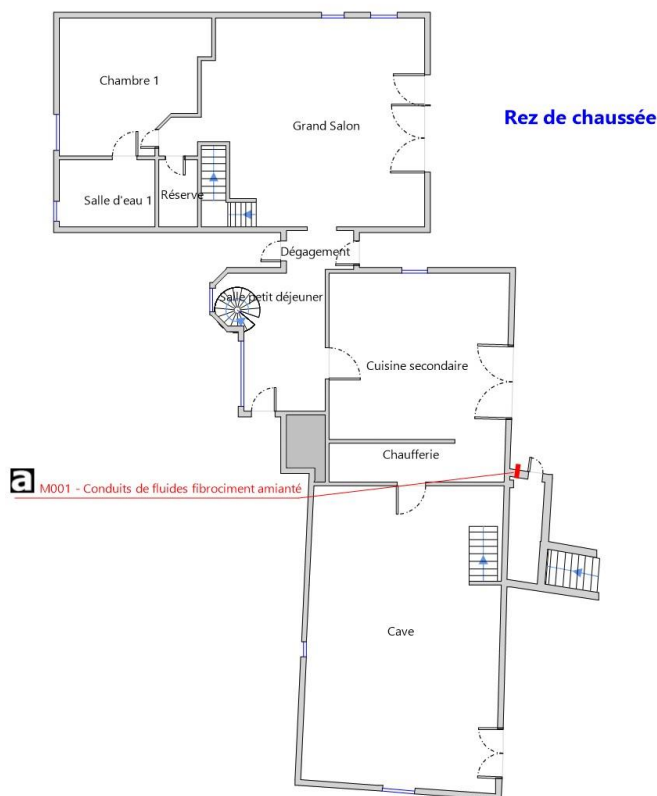 Chambre 1
Rez de chaussée
Grand Salon
Réserve
Salle d'eau 1
Dégagement
Salle petit déjeuner
Cuisine secondaire
Chaufferie
a M001 - Conduits de fluides fibrociment amianté
Cave